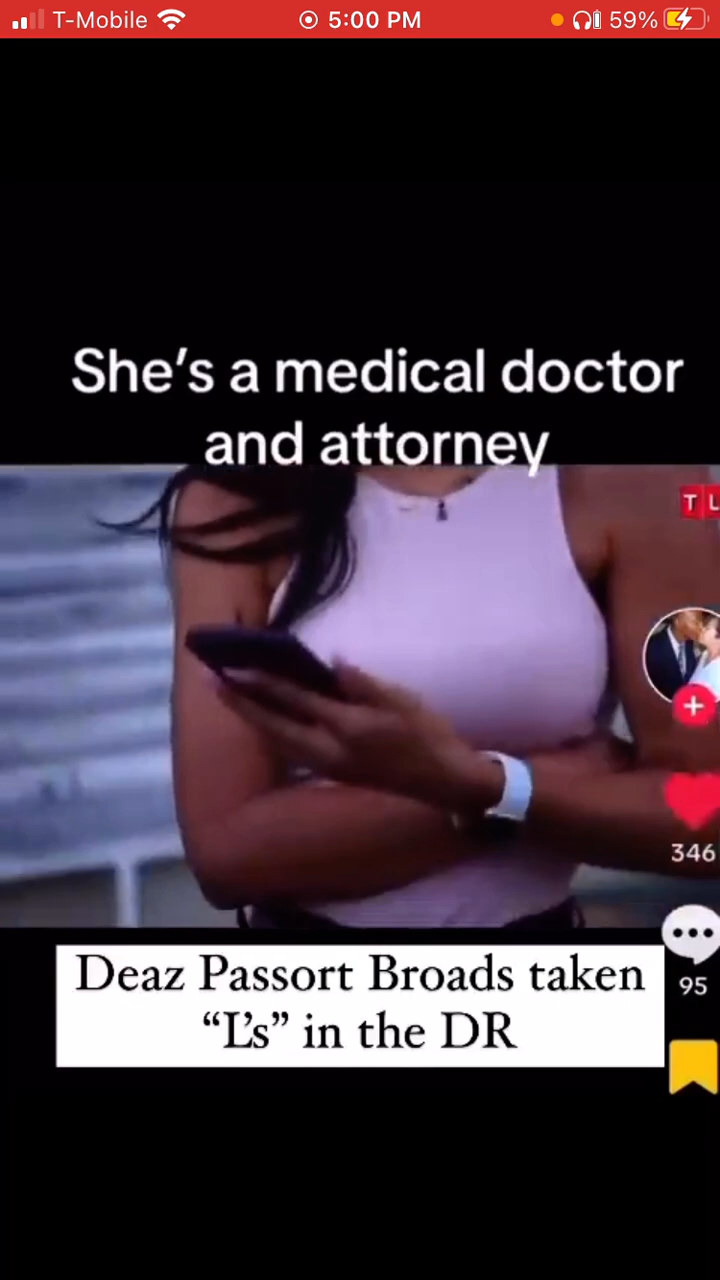 T-Mobile 5:00 PM 59%
She's a medical doctor
and attorney
TL
346
95
Deaz Passort Broads taken
“L's” in the DR